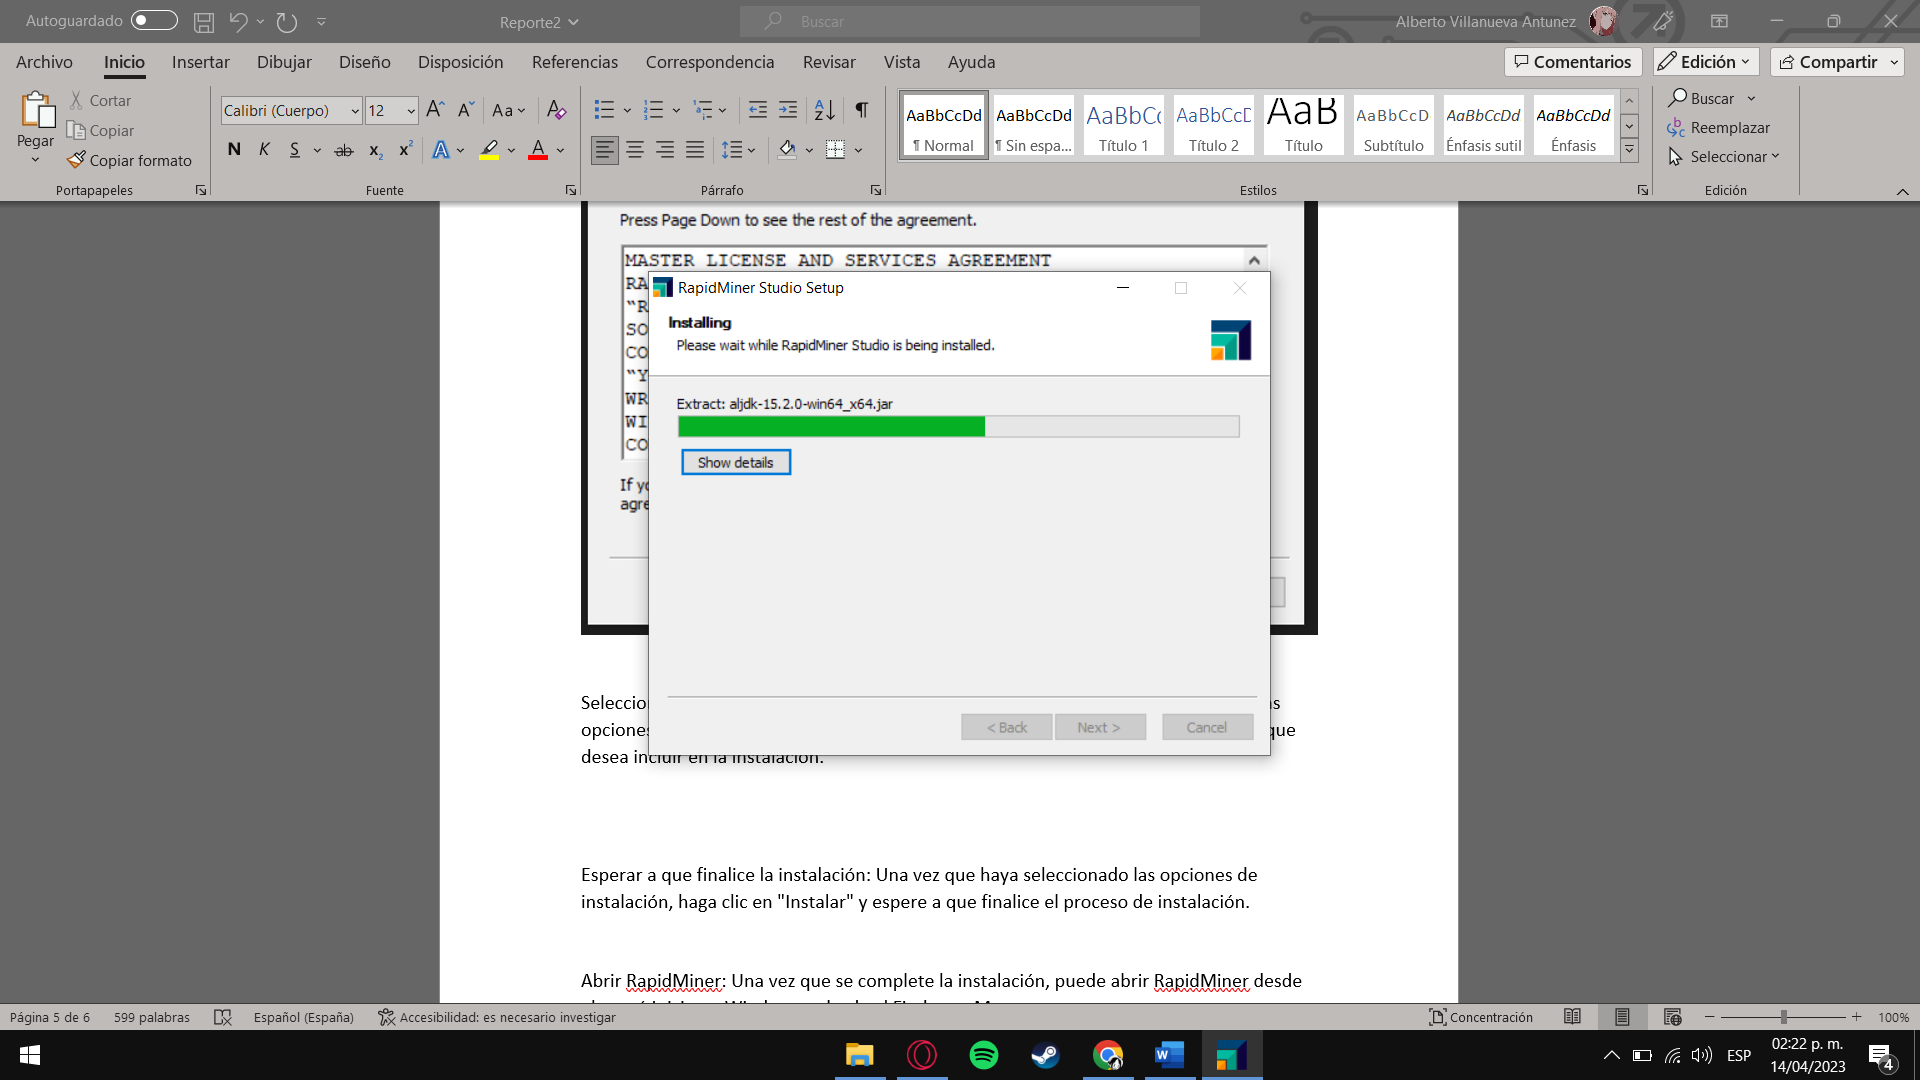 Autoguardado
Reporte2
Buscar
Alberto Villanueva Antunez
Archivo Inicio Insertar Dibujar Diseño Disposición Referencias Correspondencia Revisar Vista Ayuda
Comentarios Edición Compartir
Pegar
Cortar
Copiar
Copiar formato
Portapapeles
Calibri (Cuerpo) 12
Fuente
Párrafo
AaBbCcDd AaBbCcDd AaBbCc AaBbCcD AaB AaBbCcD AaBbCcDd AaBbCcDd
¶ Normal ¶ Sin espa... Título 1 Título 2 Título Subtítulo Énfasis sutil Énfasis
Estilos
Buscar
Reemplazar
Seleccionar
Edición
Press Page Down to see the rest of the agreement.
MASTER LICENSE AND SERVICES AGREEMENT
RA
“R
SO
CO
“Y
WR
WI
CO
If yo
agre
RapidMiner Studio Setup
Installing
Please wait while RapidMiner Studio is being installed.
Extract: aljdk-15.2.0-win64_x64.jar
Show details
< Back Next > Cancel
Seleccio
opciones que
desea incluir en la instalación.
Esperar a que finalice la instalación: Una vez que haya seleccionado las opciones de
instalación, haga clic en "Instalar" y espere a que finalice el proceso de instalación.
Abrir RapidMiner: Una vez que se complete la instalación, puede abrir RapidMiner desde
Página 5 de 6 599 palabras Español (España) Accesibilidad: es necesario investigar Concentración 100%
ESP
02:22 p. m.
14/04/2023
4